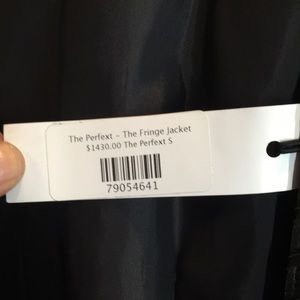 The Perfext - The Fringe Jacket
$1430.00 The Perfext S
79054641